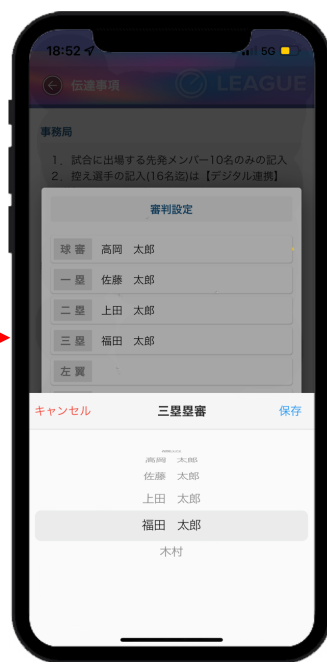 18:52
5G
伝達事項
LEAGUE
事務局
1、試合に出場する先発メンバー10名のみの記入
2、控え選手の記入(16名迄)は【デジタル連携】
審判設定
球審 高岡 太郎
一塁 佐藤 太郎
二塁 上田 太郎
三塁 福田 太郎
左翼
キャンセル 三塁塁審 保存
高岡 太郎
佐藤 太郎
上田 太郎
福田 太郎
木村